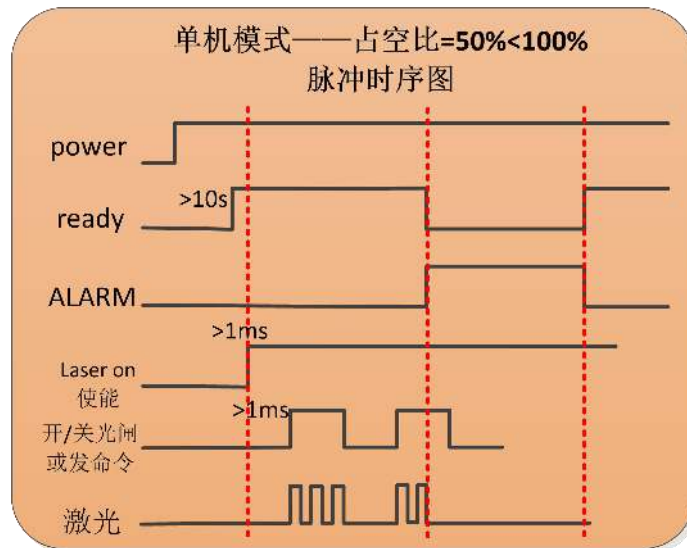 单机模式——占空比=50%<100%
脉冲时序图
power
>10s
ready
ALARM
>1ms
Laser on
使能
>1ms
开/关光闸
或发命令
激光